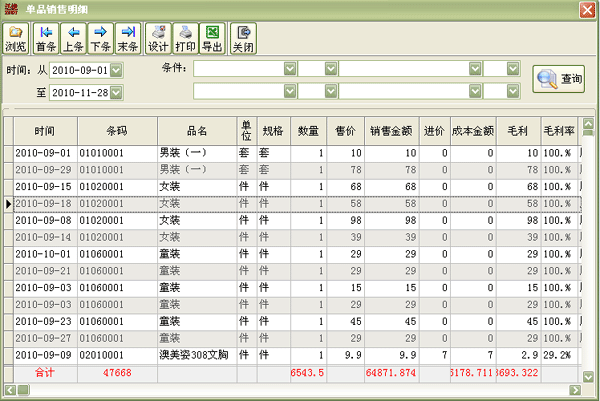 单品销售明细
浏览 首条 上条 下条 末条 设计 打印 导出 关闭
时间: 从 2010-09-01 条件:
至 2010-11-28 查询
时间 条码 品名 单位 规格 数量 售价 销售金额 进价 成本金额 毛利 毛利率
2010-09-01 01010001 男装（一） 套 套 1 10 10 0 0 10 100.%
2010-09-29 01010001 男装（一） 套 套 1 78 78 0 0 78 100.%
2010-09-15 01020001 女装 件 件 1 68 68 0 0 68 100.%
2010-09-18 01020001 女装 件 件 1 58 58 0 0 58 100.%
2010-09-08 01020001 女装 件 件 1 98 98 0 0 98 100.%
2010-09-14 01020001 女装 件 件 1 39 39 0 0 39 100.%
2010-10-01 01060001 童装 件 件 1 29 29 0 0 29 100.%
2010-09-21 01060001 童装 件 件 1 29 29 0 0 29 100.%
2010-09-03 01060001 童装 件 件 1 15 15 0 0 15 100.%
2010-09-03 01060001 童装 件 件 1 29 29 0 0 29 100.%
2010-09-23 01060001 童装 件 件 1 45 45 0 0 45 100.%
2010-09-27 01060001 童装 件 件 1 29 29 0 0 29 100.%
2010-09-09 02010001 澳美姿308文胸 件 件 1 9.9 9.9 7 7 2.9 29.2%
合计 47668 6543.5 64871.874 5178.711 8693.322